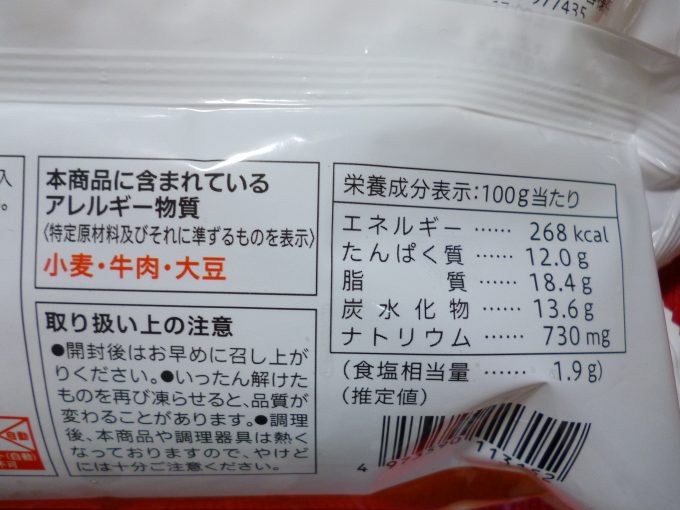 977435
入
。
本商品に含まれている
アレルギー物質
〈特定原材料及びそれに準ずるものを表示〉
小麦・牛肉・大豆
取り扱い上の注意
●開封後はお早めに召し上が
りください。●いったん解けた
ものを再び凍らせると、品質が
変わることがあります。●調理
後、本商品や調理器具は熱く
なっておりますので、やけど
には十分ご注意ください。
自動
(自動)
不可
栄養成分表示:100g当たり
エネルギー …… 268 kcal
たんぱく質 …… 12.0 g
脂 質 …… 18.4 g
炭水化物 …… 13.6 g
ナトリウム …… 730 mg
(食塩相当量 …… 1.9 g)
(推定値)